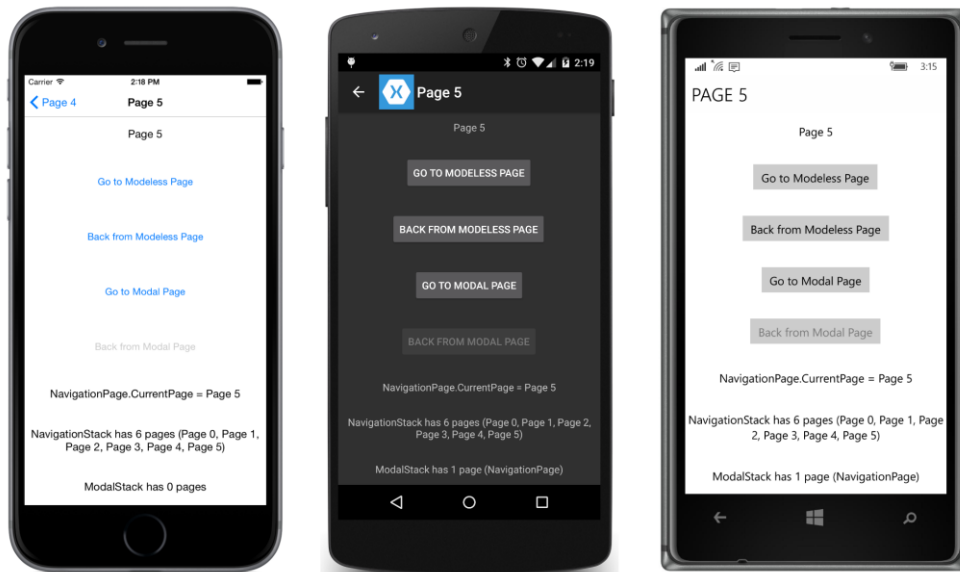 Carrier 2:18 PM
Page 4 Page 5
Page 5
Go to Modeless Page
Back from Modeless Page
Go to Modal Page
Back from Modal Page
NavigationPage.CurrentPage = Page 5
NavigationStack has 6 pages (Page 0, Page 1,
Page 2, Page 3, Page 4, Page 5)
ModalStack has 0 pages
2:19
Page 5
Page 5
GO TO MODELESS PAGE
BACK FROM MODELESS PAGE
GO TO MODAL PAGE
BACK FROM MODAL PAGE
NavigationPage.CurrentPage = Page 5
NavigationStack has 6 pages (Page 0, Page 1, Page 2,
Page 3, Page 4, Page 5)
ModalStack has 1 page (NavigationPage)
3:15
PAGE 5
Page 5
Go to Modeless Page
Back from Modeless Page
Go to Modal Page
Back from Modal Page
NavigationPage.CurrentPage = Page 5
NavigationStack has 6 pages (Page 0, Page 1, Page
2, Page 3, Page 4, Page 5)
ModalStack has 1 page (NavigationPage)